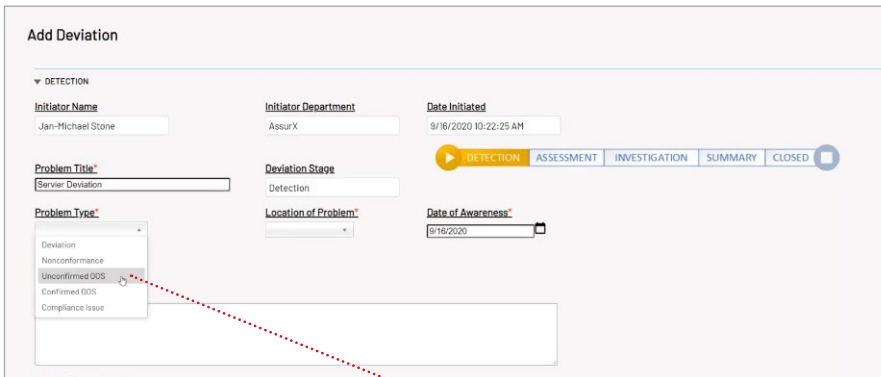 Add Deviation
DETECTION
Initiator Name Initiator Department Date Initiated
Jan-Michael Stone AssurX 9/16/2020 10:22:25 AM
DETECTION ASSESSMENT INVESTIGATION SUMMARY CLOSED
Problem Title* Deviation Stage
Servier Deviation Detection
Problem Type* Location of Problem* Date of Awareness*
9/16/2020
Deviation
Nonconformance
Unconfirmed OOS
Confirmed OOS
Compliance Issue